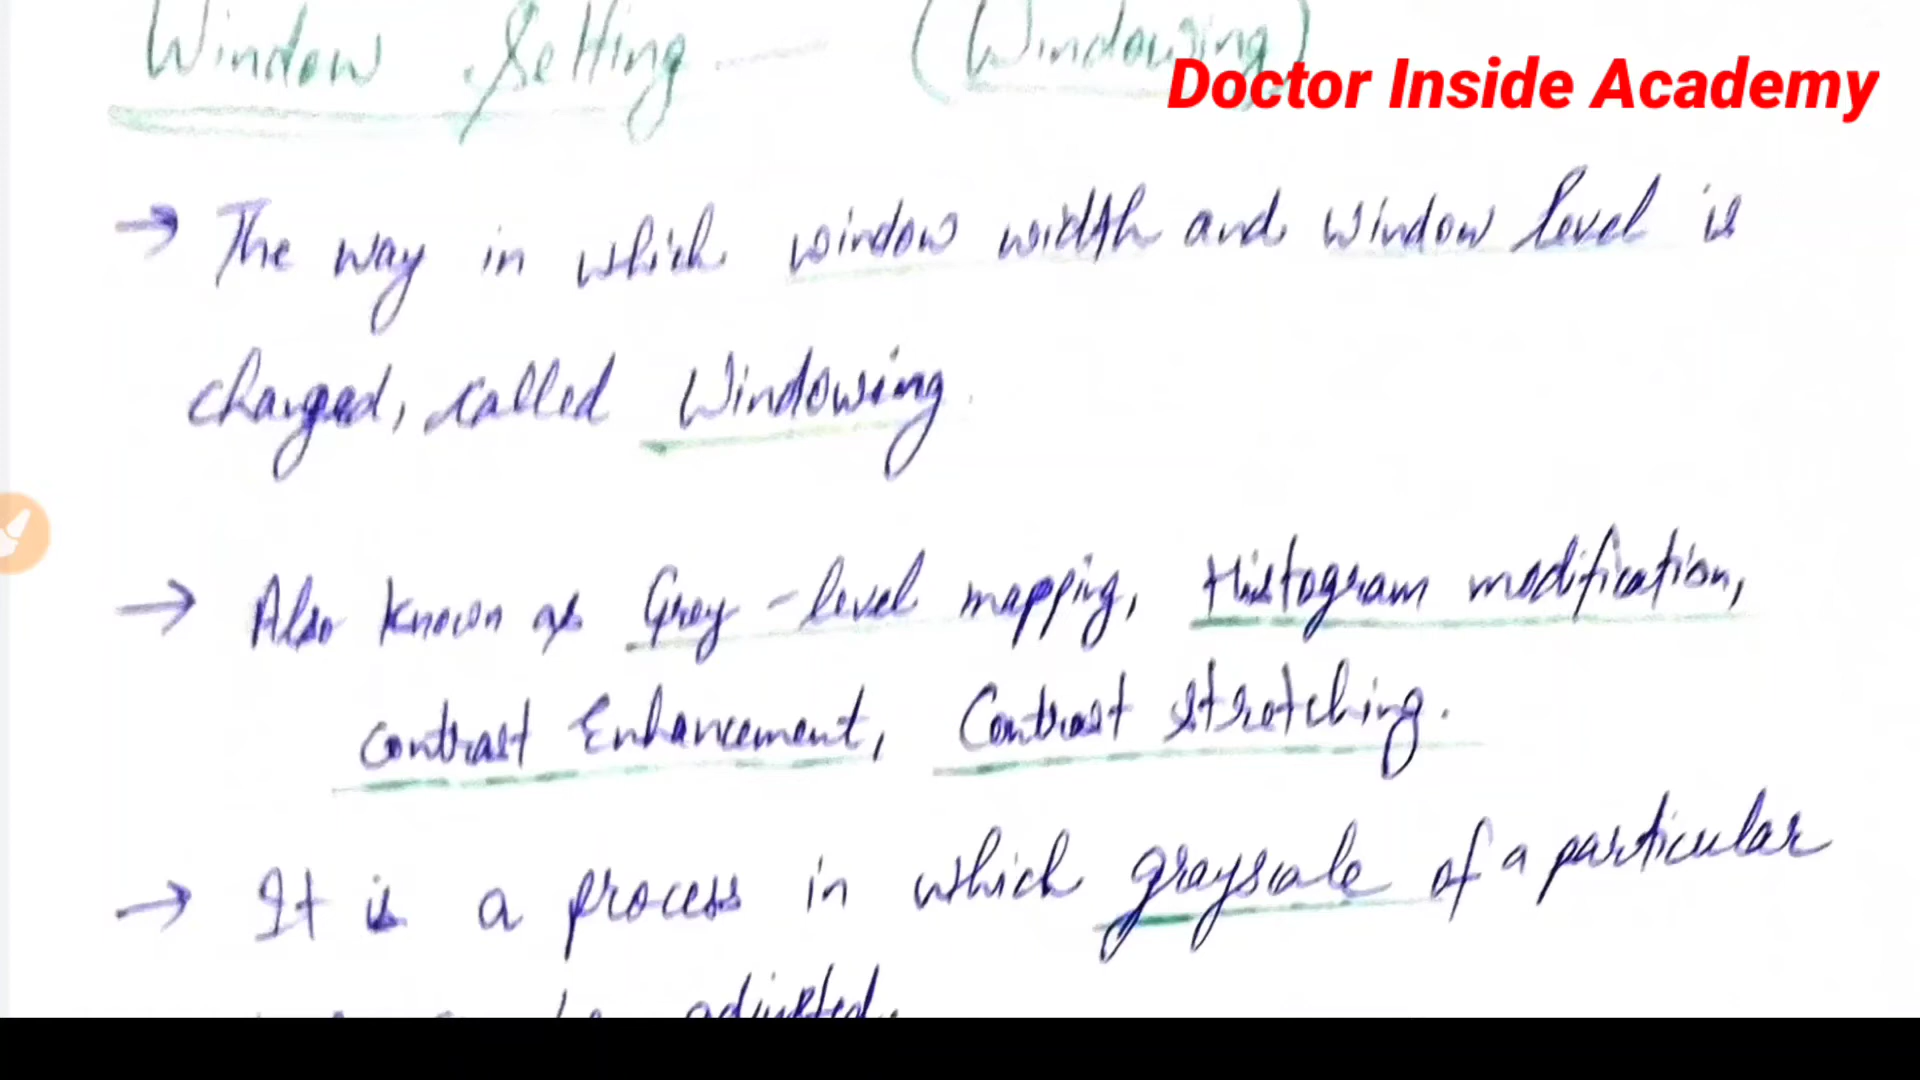 Window Setting — (Windowing)
Doctor Inside Academy
→ The way in which window width and window level is
changed, called Windowing.
→ Also known as Grey-level mapping, Histogram modification,
contrast Enhancement, Contrast stretching.
→ It is a process in which grayscale of a particular
adjusted.